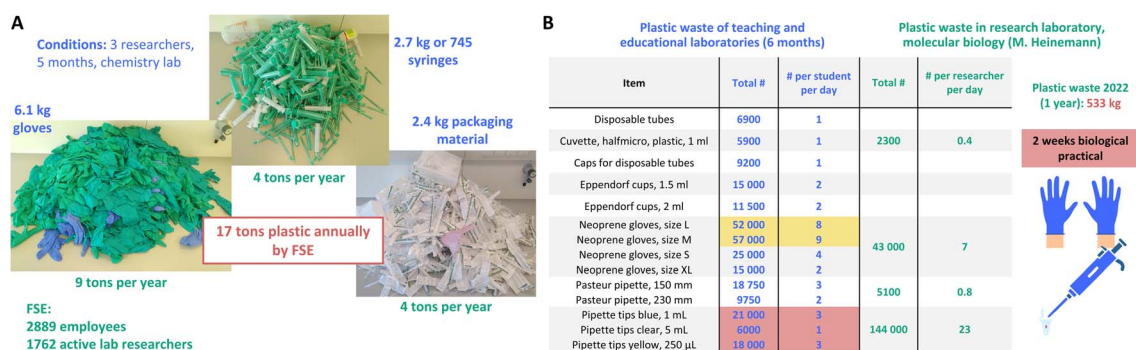 A
Conditions: 3 researchers,
5 months, chemistry lab
2.7 kg or 745
syringes
6.1 kg
gloves
2.4 kg packaging
material
4 tons per year
17 tons plastic annually
by FSE
9 tons per year
4 tons per year
FSE:
2889 employees
1762 active lab researchers
B
Plastic waste of teaching and
educational laboratories (6 months)
Plastic waste in research laboratory,
molecular biology (M. Heinemann)
Item
Total #
# per student
per day
Total #
# per researcher
per day
Disposable tubes 6900 1
Cuvette, halfmicro, plastic, 1 ml 5900 1 2300 0.4
Caps for disposable tubes 9200 1
Eppendorf cups, 1.5 ml 15 000 2
Eppendorf cups, 2 ml 11 500 2
Neoprene gloves, size L 52 000 8
Neoprene gloves, size M 57 000 9
43 000 7
Neoprene gloves, size S 25 000 4
Neoprene gloves, size XL 15 000 2
Pasteur pipette, 150 mm 18 750 3
5100 0.8
Pasteur pipette, 230 mm 9750 2
Pipette tips blue, 1 mL 21 000 3
Pipette tips clear, 5 mL 6000 1 144 000 23
Pipette tips yellow, 250 µL 18 000 3
Plastic waste 2022
(1 year): 533 kg
2 weeks biological
practical